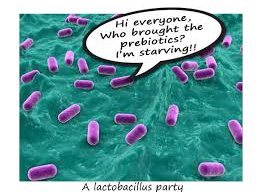 Hi everyone,
Who brought the
prebiotics?
I'm starving!!
A lactobacillus party